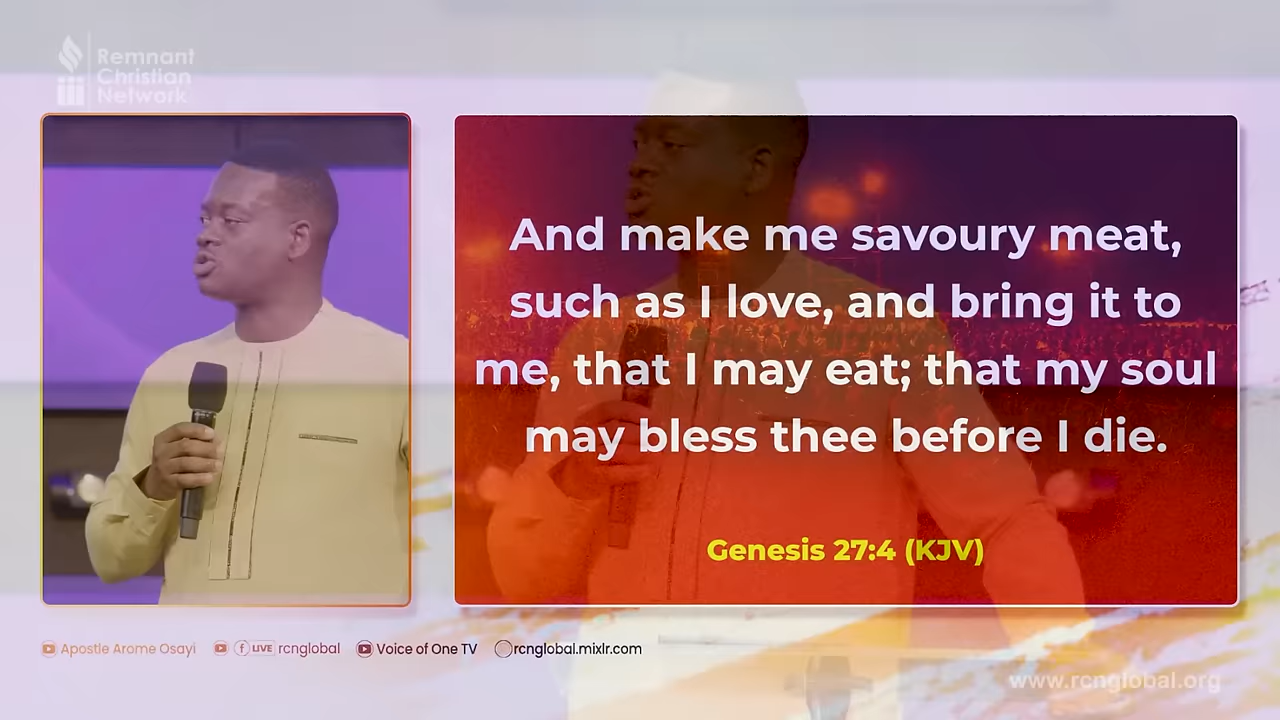 Remnant
Christian
Network
And make me savoury meat,
such as I love, and bring it to
me, that I may eat; that my soul
may bless thee before I die.
Genesis 27:4 (KJV)
Apostle Arome Osayi
LIVE rcnglobal
Voice of One TV
rcnglobal.mixlr.com
www.rcnglobal.org